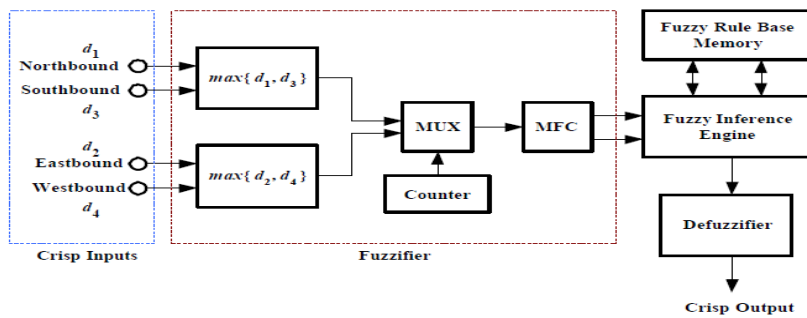 d1
Northbound
Southbound
d3
d2
Eastbound
Westbound
d4
Crisp Inputs
max{ d1, d3 }
max{ d2, d4 }
MUX
MFC
Counter
Fuzzifier
Fuzzy Rule Base
Memory
Fuzzy Inference
Engine
Defuzzifier
Crisp Output